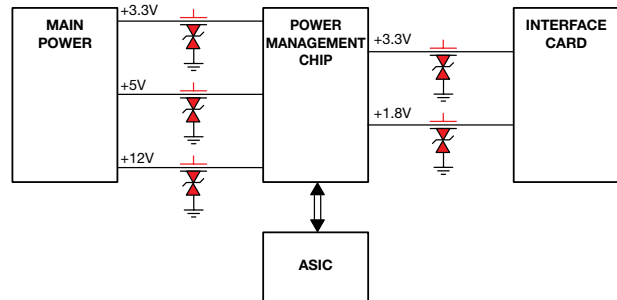 MAIN
POWER
+3.3V
+5V
+12V
POWER
MANAGEMENT
CHIP
+3.3V
+1.8V
INTERFACE
CARD
ASIC